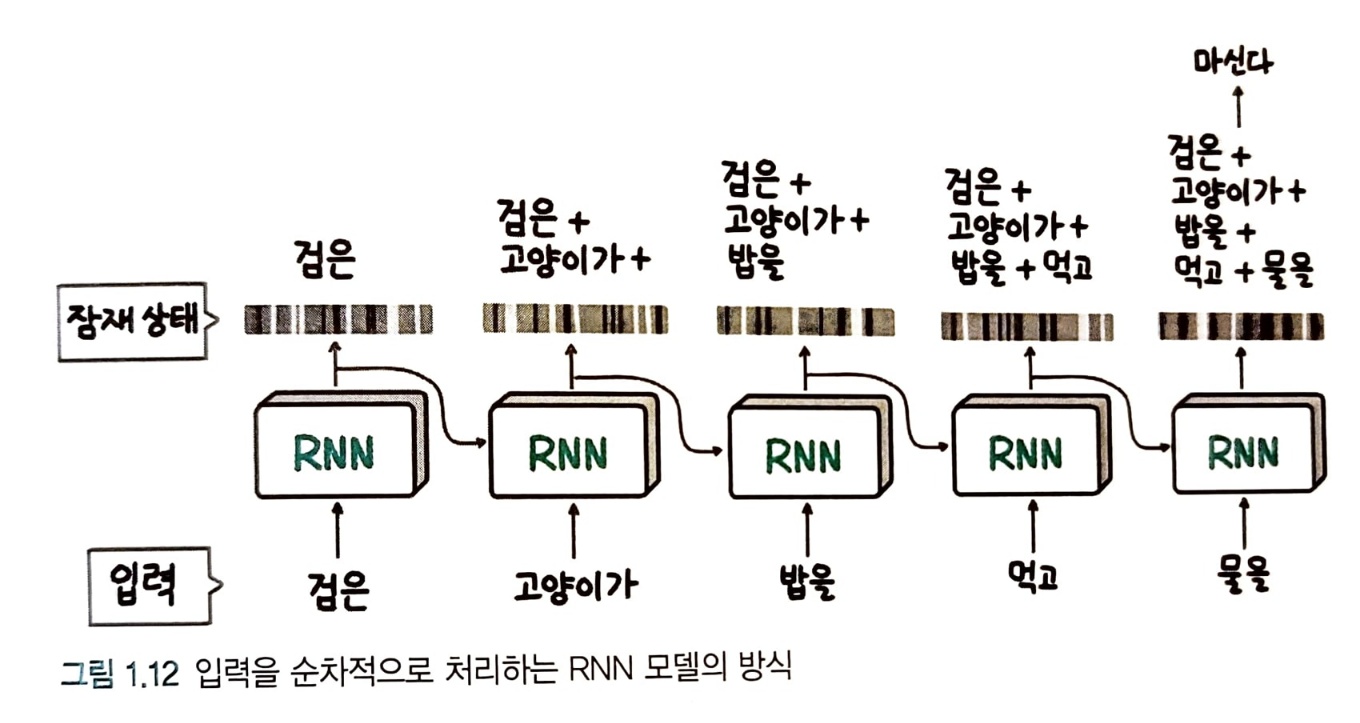 마신다
검은 +
고양이가 +
밥을 +
먹고 + 물을
검은 +
고양이가 +
밥을 + 먹고
검은 +
고양이가 +
밥을
검은 +
고양이가 +
검은
잠재 상태
RNN RNN RNN RNN RNN
입력
검은 고양이가 밥을 먹고 물을
그림 1.12 입력을 순차적으로 처리하는 RNN 모델의 방식